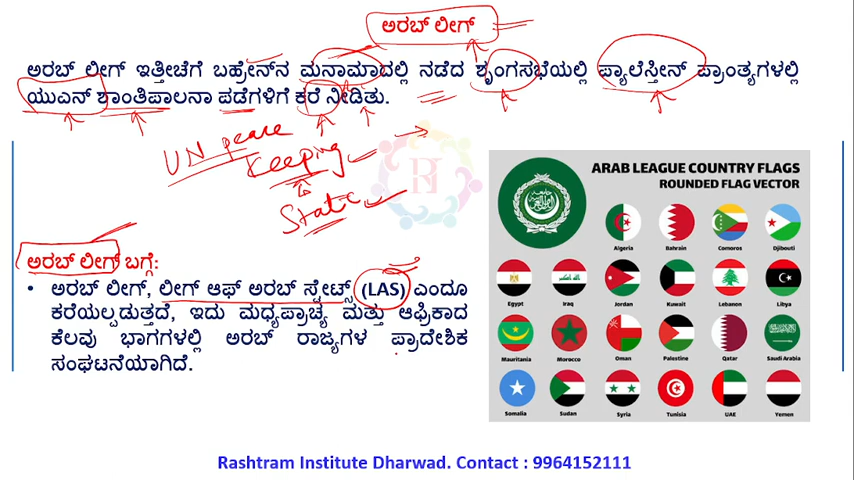 ಅರಬ್ ಲೀಗ್
ಅರಬ್ ಲೀಗ್ ಇತ್ತೀಚೆಗೆ ಬಹ್ರೇನ್‌ನ ಮನಾಮಾದಲ್ಲಿ ನಡೆದ ಶೃಂಗಸಭೆಯಲ್ಲಿ ಪ್ಯಾಲೆಸ್ತೀನ್ ಪ್ರಾಂತ್ಯಗಳಲ್ಲಿ
ಯುಎನ್ ಶಾಂತಿಪಾಲನಾ ಪಡೆಗಳಿಗೆ ಕರೆ ನೀಡಿತು.
UN peace
Keeping
State
ARAB LEAGUE COUNTRY FLAGS
ROUNDED FLAG VECTOR
Algeria Bahrain Comoros Djibouti
Egypt Iraq Jordan Kuwait Lebanon Libya
Mauritania Morocco Oman Palestine Qatar Saudi Arabia
Somalia Sudan Syria Tunisia UAE Yemen
ಅರಬ್ ಲೀಗ್ ಬಗ್ಗೆ:
• ಅರಬ್ ಲೀಗ್, ಲೀಗ್ ಆಫ್ ಅರಬ್ ಸ್ಟೇಟ್ಸ್ (LAS) ಎಂದೂ
ಕರೆಯಲ್ಪಡುತ್ತದೆ, ಇದು ಮಧ್ಯಪ್ರಾಚ್ಯ ಮತ್ತು ಆಫ್ರಿಕಾದ
ಕೆಲವು ಭಾಗಗಳಲ್ಲಿ ಅರಬ್ ರಾಜ್ಯಗಳ ಪ್ರಾದೇಶಿಕ
ಸಂಘಟನೆಯಾಗಿದೆ.
Rashtram Institute Dharwad. Contact : 9964152111